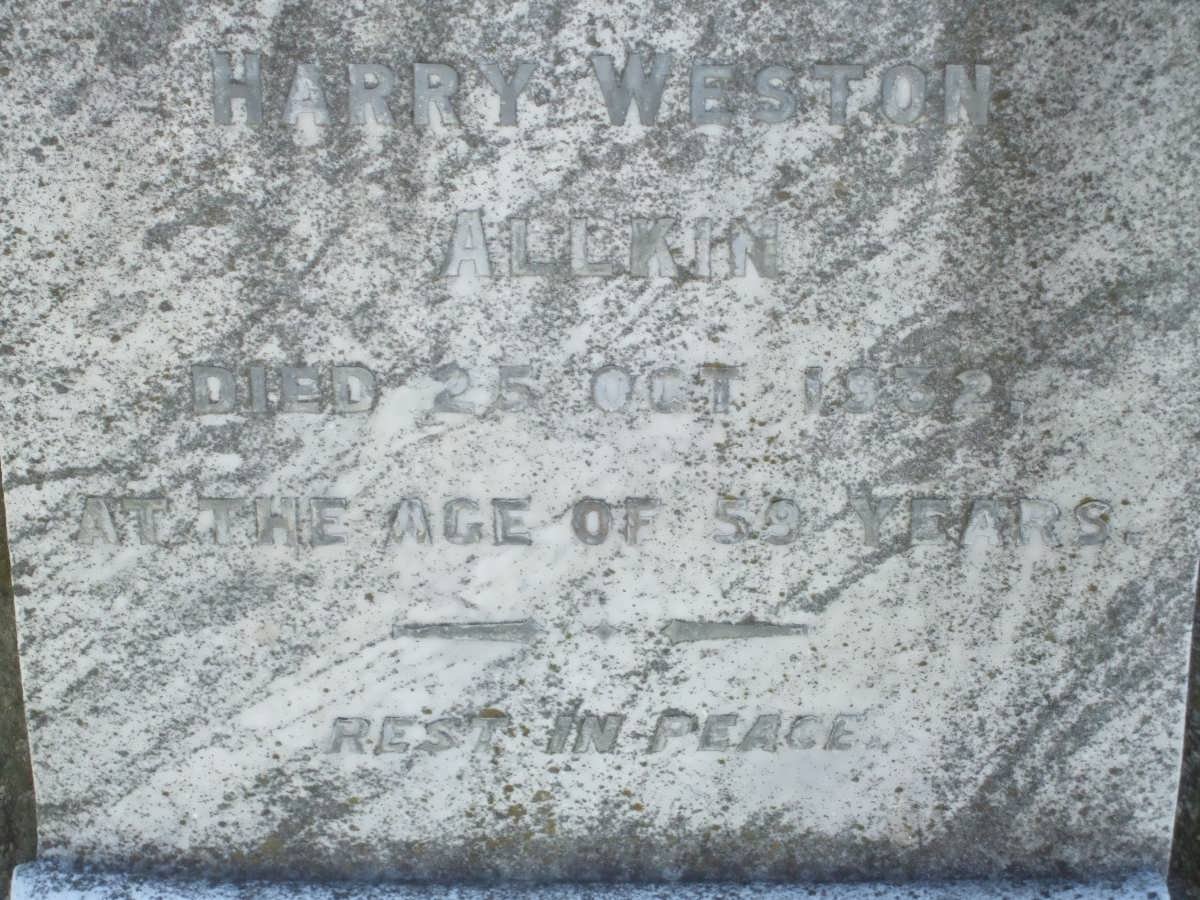 HARRY WESTON
ALLKIN
DIED 25 OCT 1932,
AT THE AGE OF 59 YEARS.
REST IN PEACE.